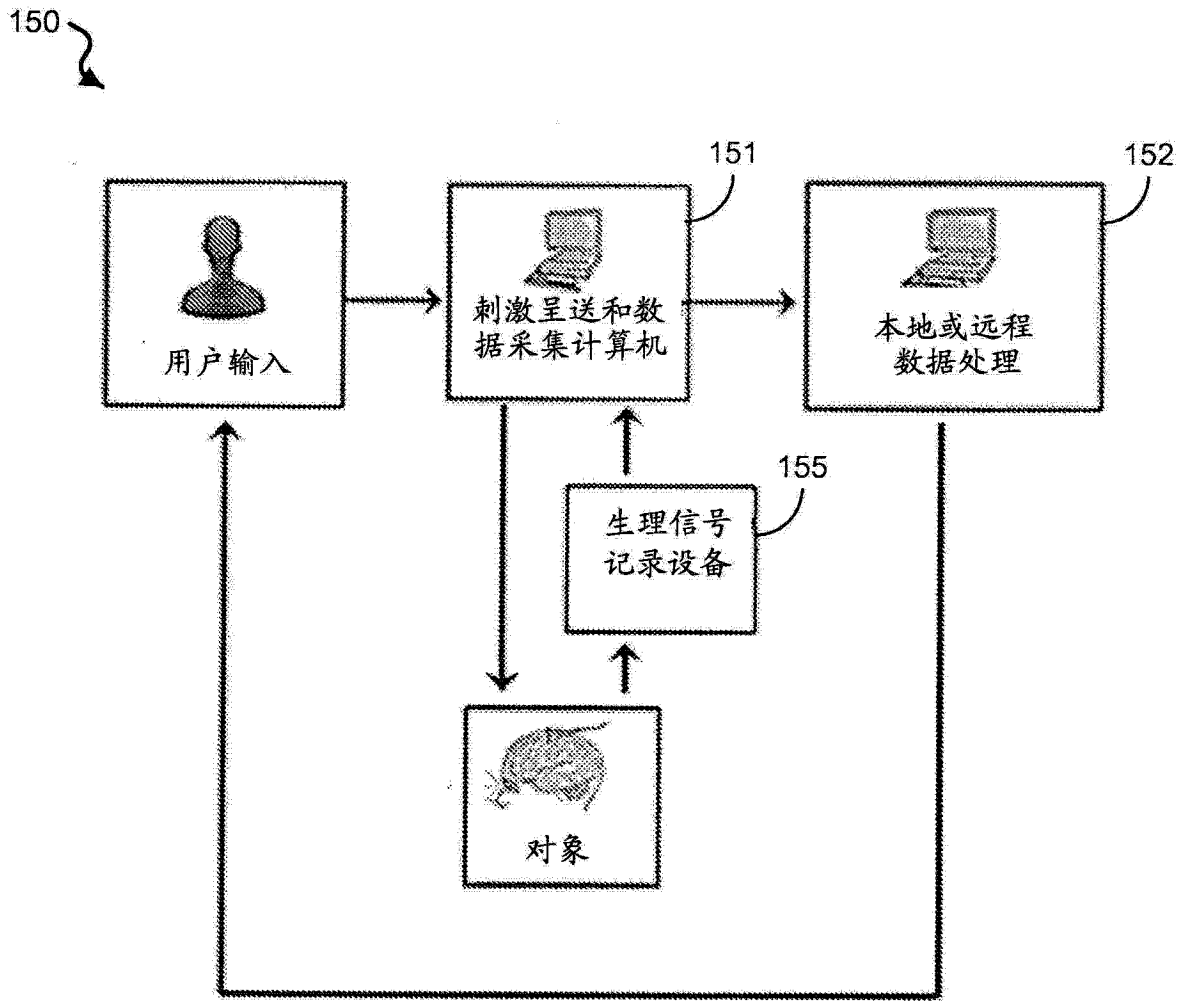 150
151
152
用户输入
刺激呈送和数
据采集计算机
本地或远程
数据处理
155
生理信号
记录设备
对象